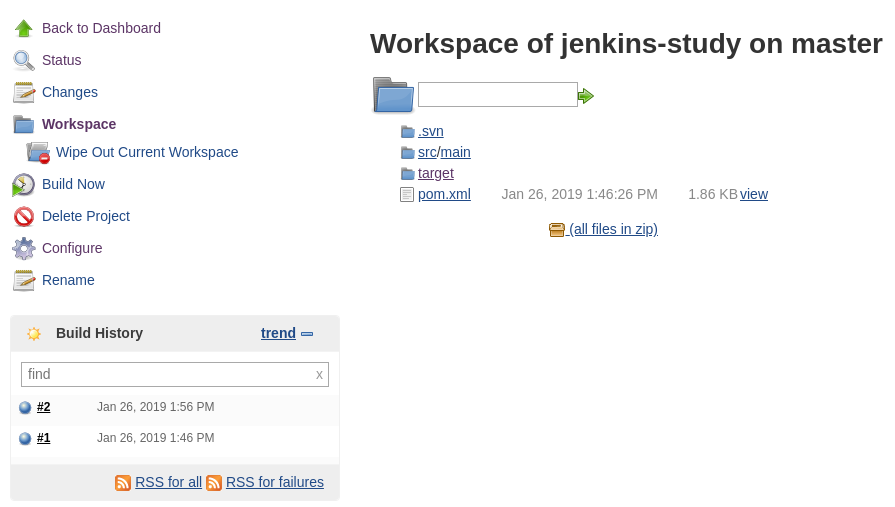 Back to Dashboard
Status
Changes
Workspace
Wipe Out Current Workspace
Build Now
Delete Project
Configure
Rename
Build History trend
find x
#2 Jan 26, 2019 1:56 PM
#1 Jan 26, 2019 1:46 PM
RSS for all RSS for failures
Workspace of jenkins-study on master
.svn
src/main
target
pom.xml Jan 26, 2019 1:46:26 PM 1.86 KB view
(all files in zip)